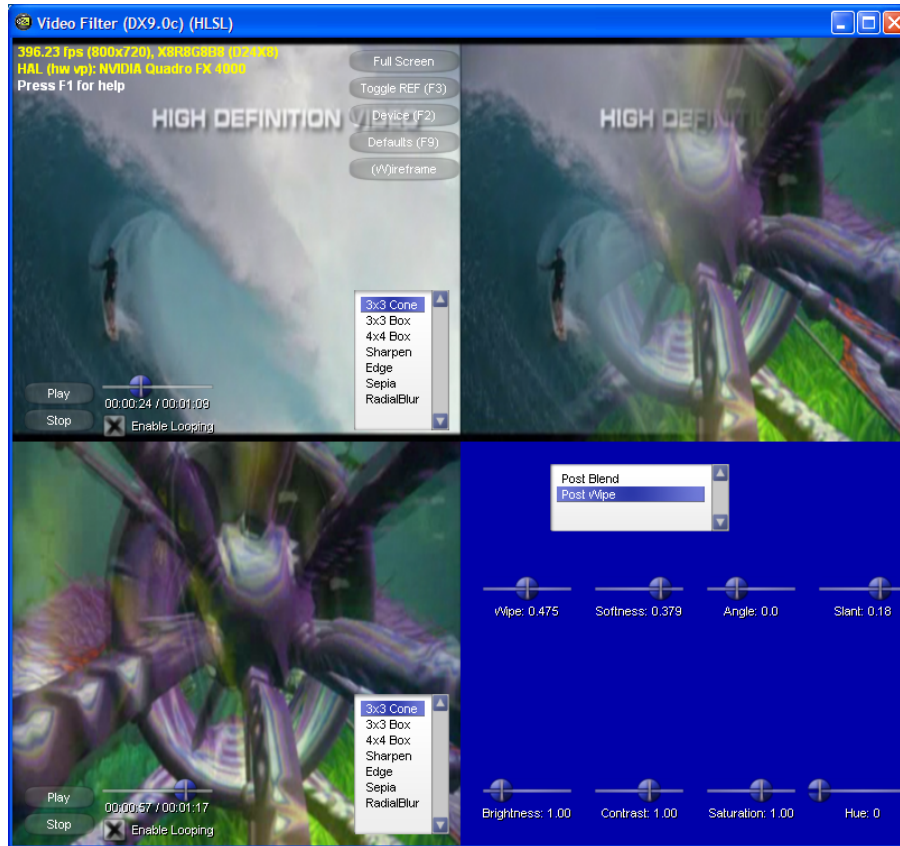 Video Filter (DX9.0c) (HLSL)
396.23 fps (800x720), X8R8G8B8 (D24X8)
HAL (hw vp): NVIDIA Quadro FX 4000
Press F1 for help
Full Screen
Toggle REF (F3)
Device (F2)
Defaults (F9)
(W)ireframe
HIGH DEFINITION VIDEO
HIGH DEFINITION
3x3 Cone
3x3 Box
4x4 Box
Sharpen
Edge
Sepia
RadialBlur
Play
00:00:24 / 00:01:09
Stop
Enable Looping
Post Blend
Post Wipe
Wipe: 0.475
Softness: 0.379
Angle: 0.0
Slant: 0.18
3x3 Cone
3x3 Box
4x4 Box
Sharpen
Edge
Sepia
RadialBlur
Play
00:00:57 / 00:01:17
Stop
Enable Looping
Brightness: 1.00
Contrast: 1.00
Saturation: 1.00
Hue: 0